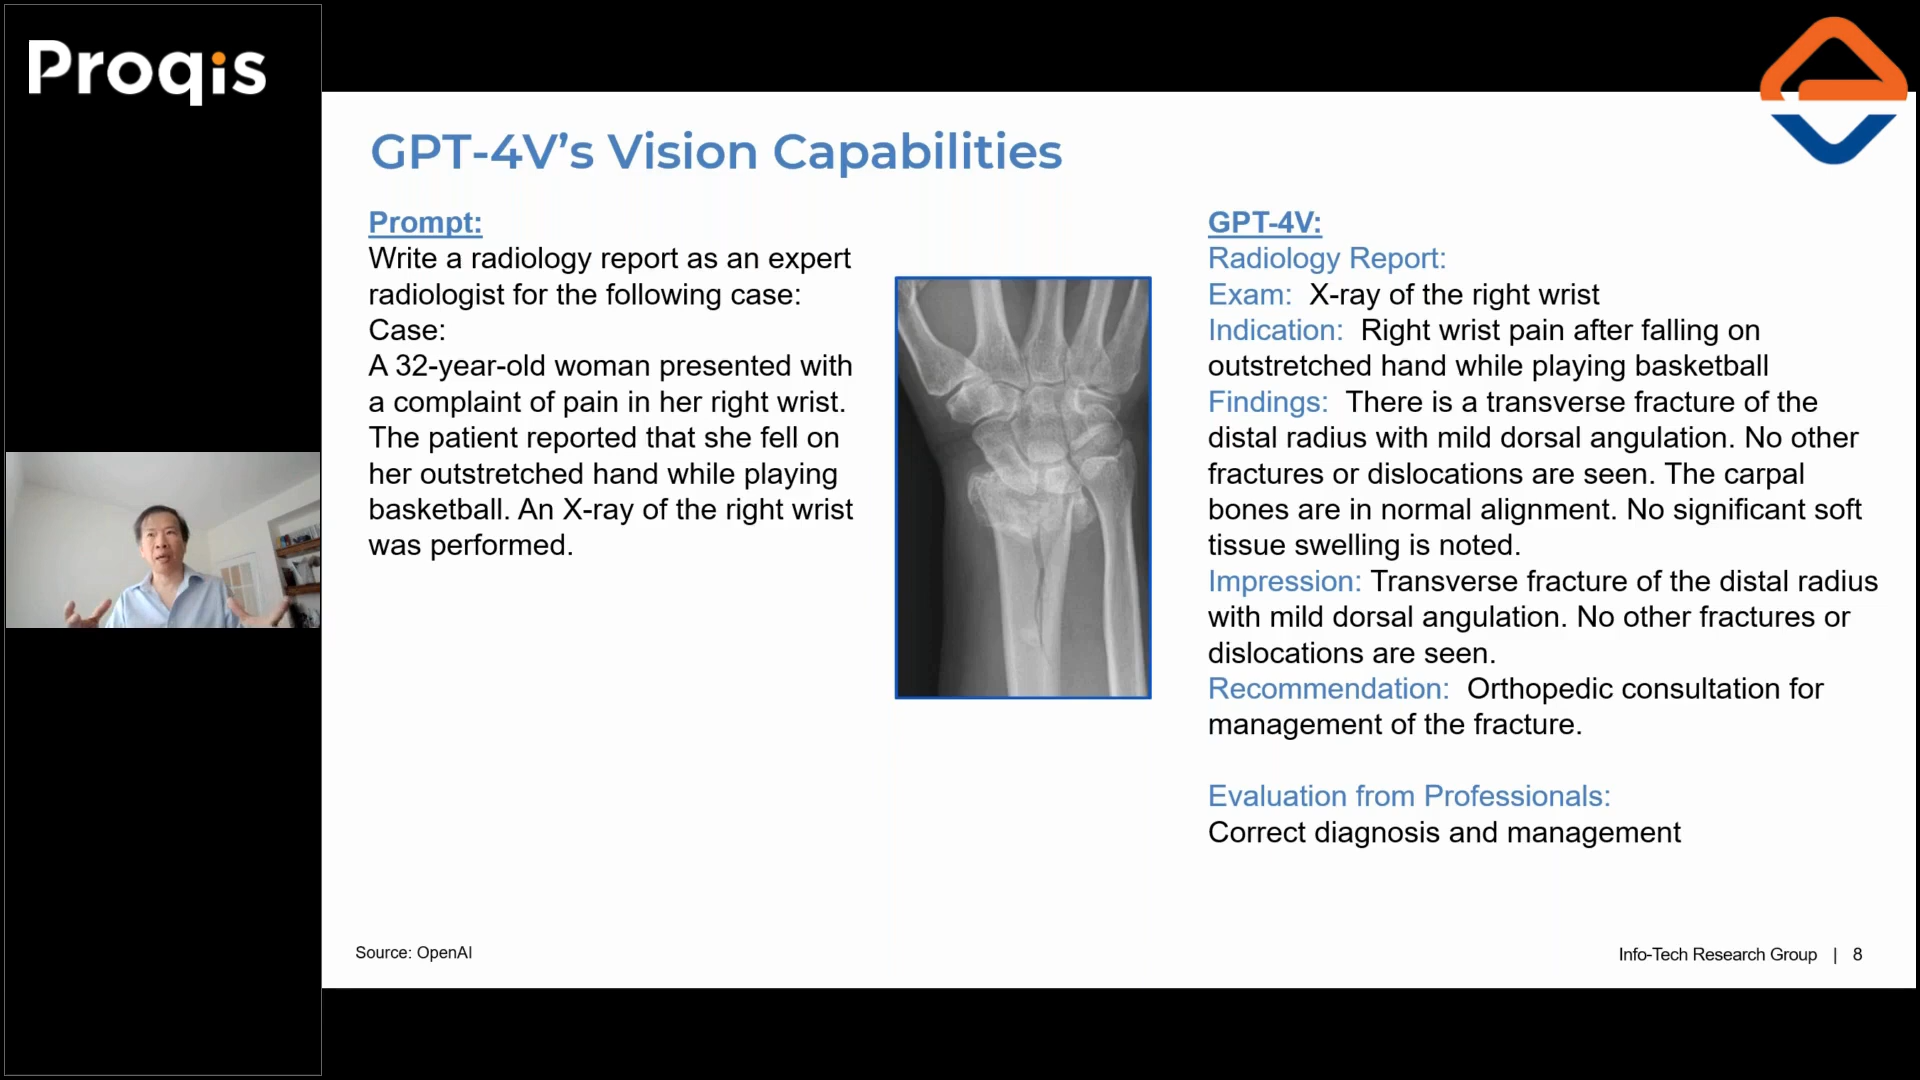 Proqis
GPT-4V’s Vision Capabilities
Prompt:
Write a radiology report as an expert
radiologist for the following case:
Case:
A 32-year-old woman presented with
a complaint of pain in her right wrist.
The patient reported that she fell on
her outstretched hand while playing
basketball. An X-ray of the right wrist
was performed.
GPT-4V:
Radiology Report:
Exam:  X-ray of the right wrist
Indication:  Right wrist pain after falling on
outstretched hand while playing basketball
Findings:  There is a transverse fracture of the
distal radius with mild dorsal angulation. No other
fractures or dislocations are seen. The carpal
bones are in normal alignment. No significant soft
tissue swelling is noted.
Impression: Transverse fracture of the distal radius
with mild dorsal angulation. No other fractures or
dislocations are seen.
Recommendation:  Orthopedic consultation for
management of the fracture.
Evaluation from Professionals:
Correct diagnosis and management
Source: OpenAI
Info-Tech Research Group | 8